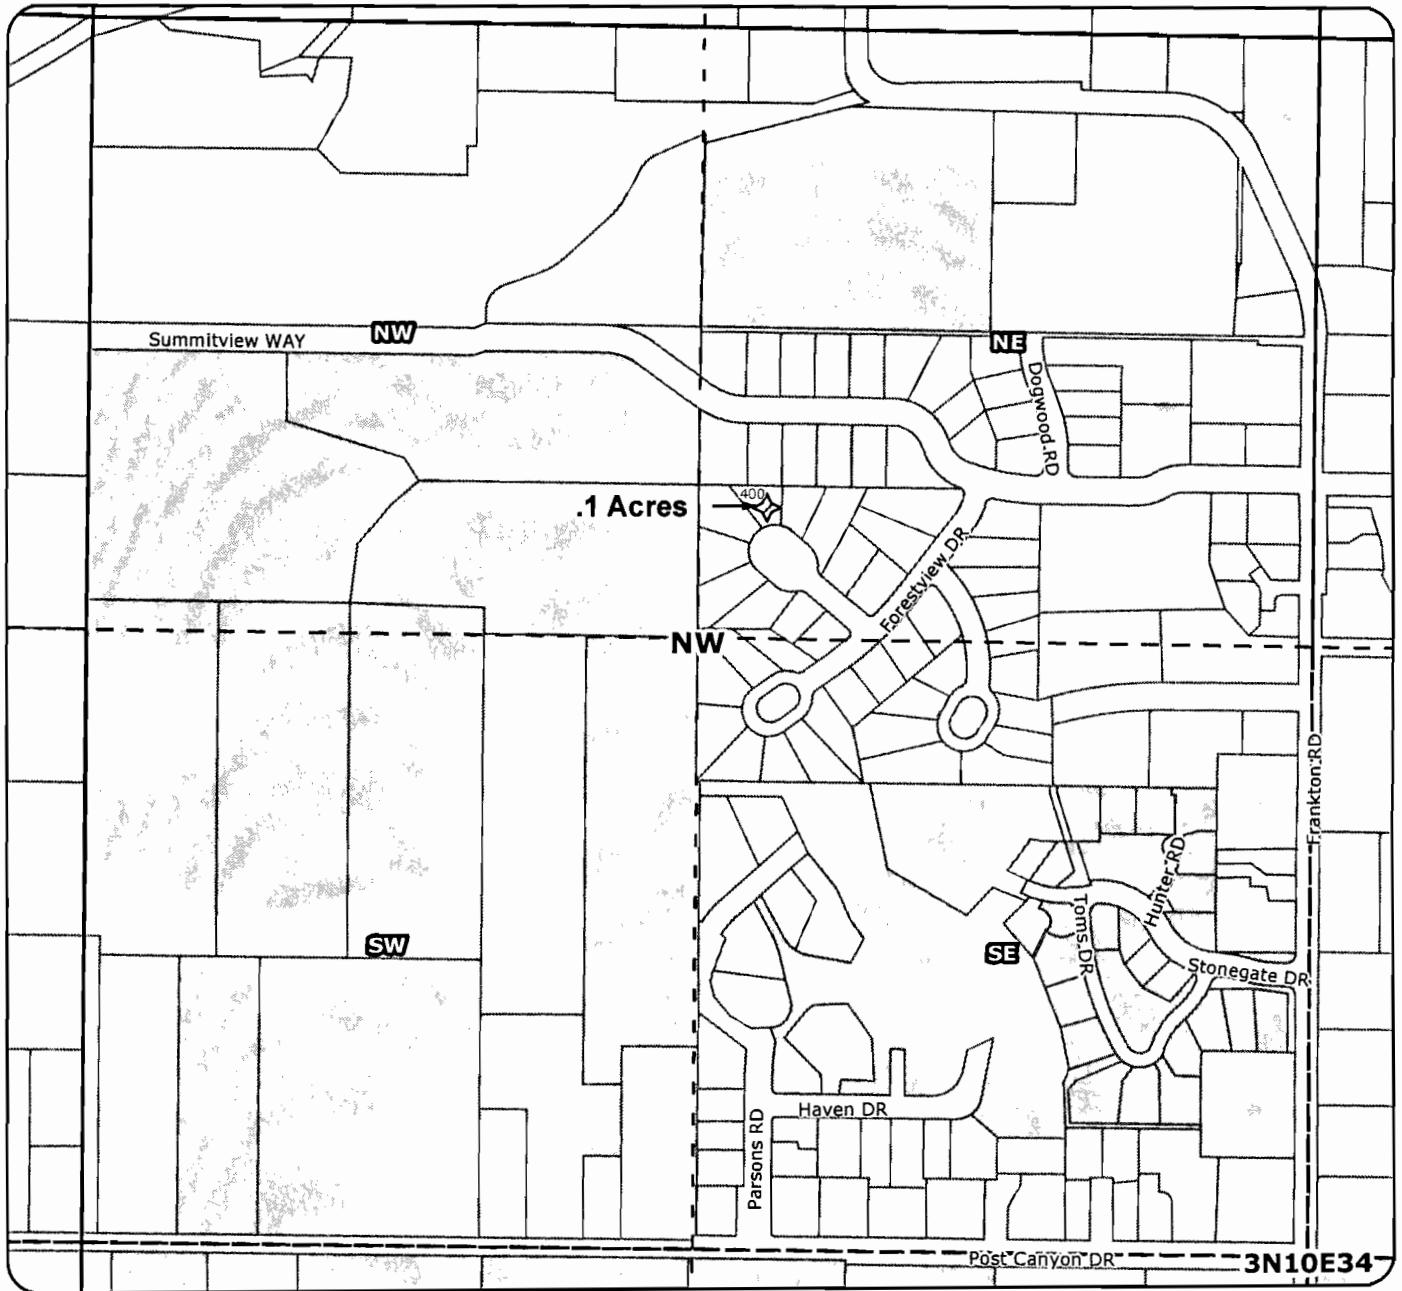 Summitview WAY
NW
NE
Dogwood RD
400
.1 Acres
Forestview DR
NW
Frankton RD
Hunter RD
Toms DR
SW
SE
Stonegate DR
Haven DR
Parsons RD
Post Canyon DR
3N10E34